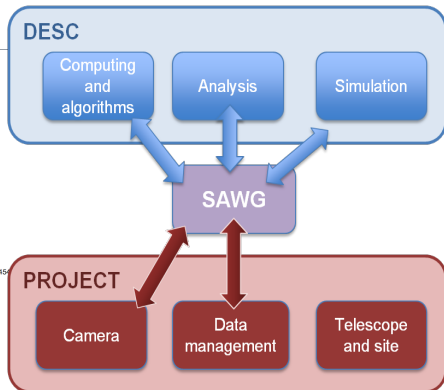 DESC
Computing
and
algorithms
Analysis
Simulation
SAWG
PROJECT
Camera
Data
management
Telescope
and site